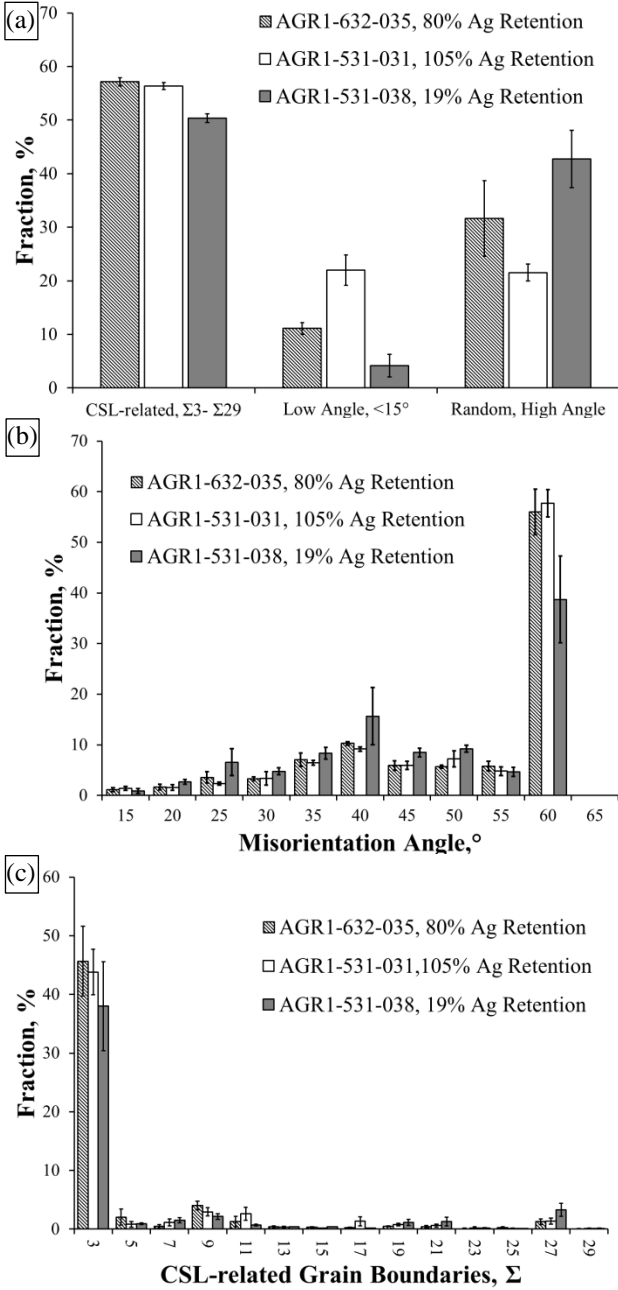 (a)
AGR1-632-035, 80% Ag Retention
AGR1-531-031, 105% Ag Retention
AGR1-531-038, 19% Ag Retention
Fraction, %
70
60
50
40
30
20
10
0
CSL-related, Σ3- Σ29 Low Angle, <15° Random, High Angle
(b)
AGR1-632-035, 80% Ag Retention
AGR1-531-031, 105% Ag Retention
AGR1-531-038, 19% Ag Retention
Fraction, %
70
60
50
40
30
20
10
0
15 20 25 30 35 40 45 50 55 60 65
Misorientation Angle,°
(c)
AGR1-632-035, 80% Ag Retention
AGR1-531-031,105% Ag Retention
AGR1-531-038, 19% Ag Retention
Fraction, %
60
50
40
30
20
10
0
3 5 7 9 11 13 15 17 19 21 23 25 27 29
CSL-related Grain Boundaries, Σ